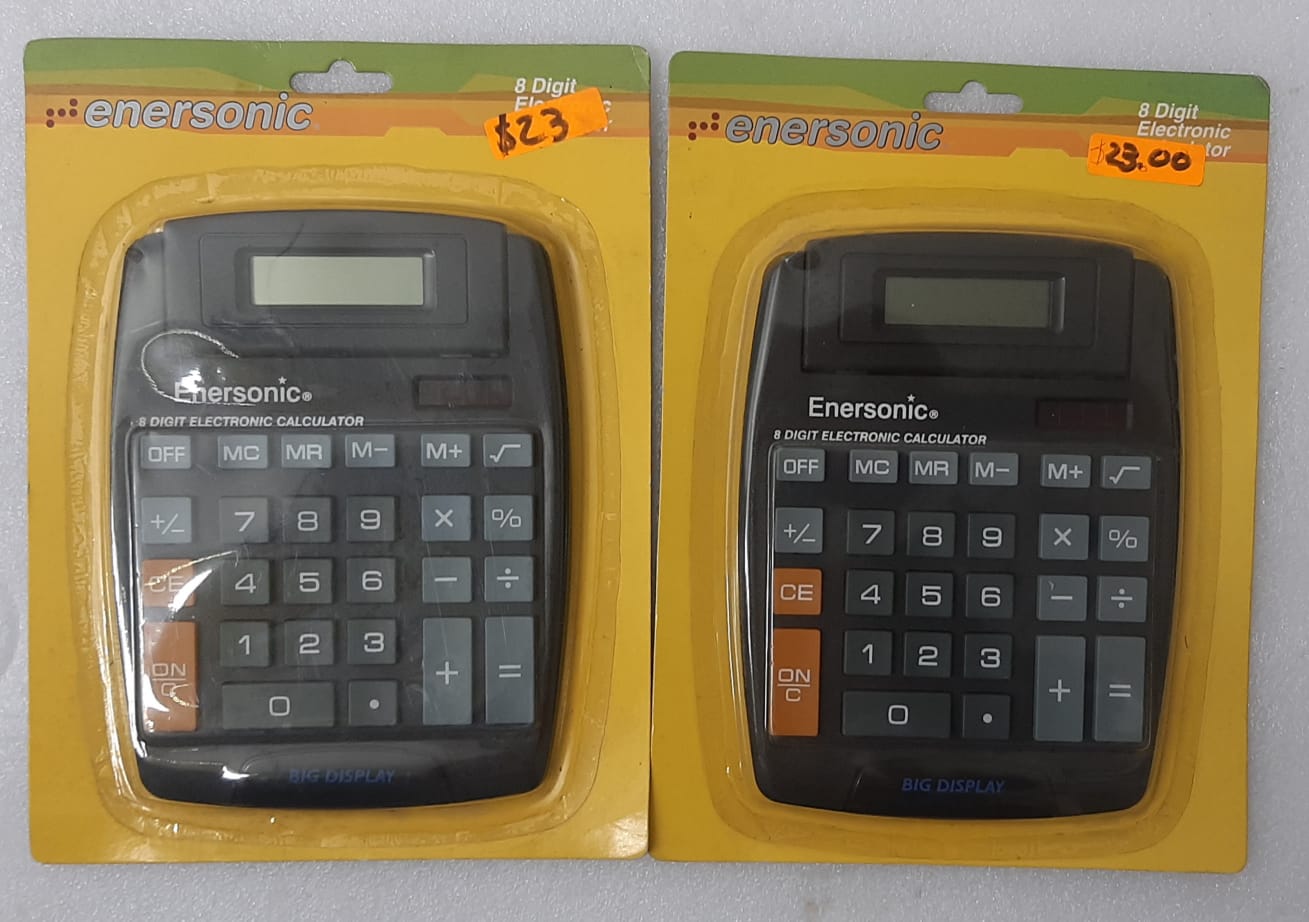 enersonic
8 Digit
$23
Enersonic®
8 DIGIT ELECTRONIC CALCULATOR
OFF MC MR M− M+ √
+/− 7 8 9 × %
CE 4 5 6 − ÷
ON/C 1 2 3 + =
0 .
BIG DISPLAY
enersonic
8 Digit
Electronic
$23.00
Enersonic®
8 DIGIT ELECTRONIC CALCULATOR
OFF MC MR M− M+ √
+/− 7 8 9 × %
CE 4 5 6 − ÷
ON/C 1 2 3 + =
0 .
BIG DISPLAY